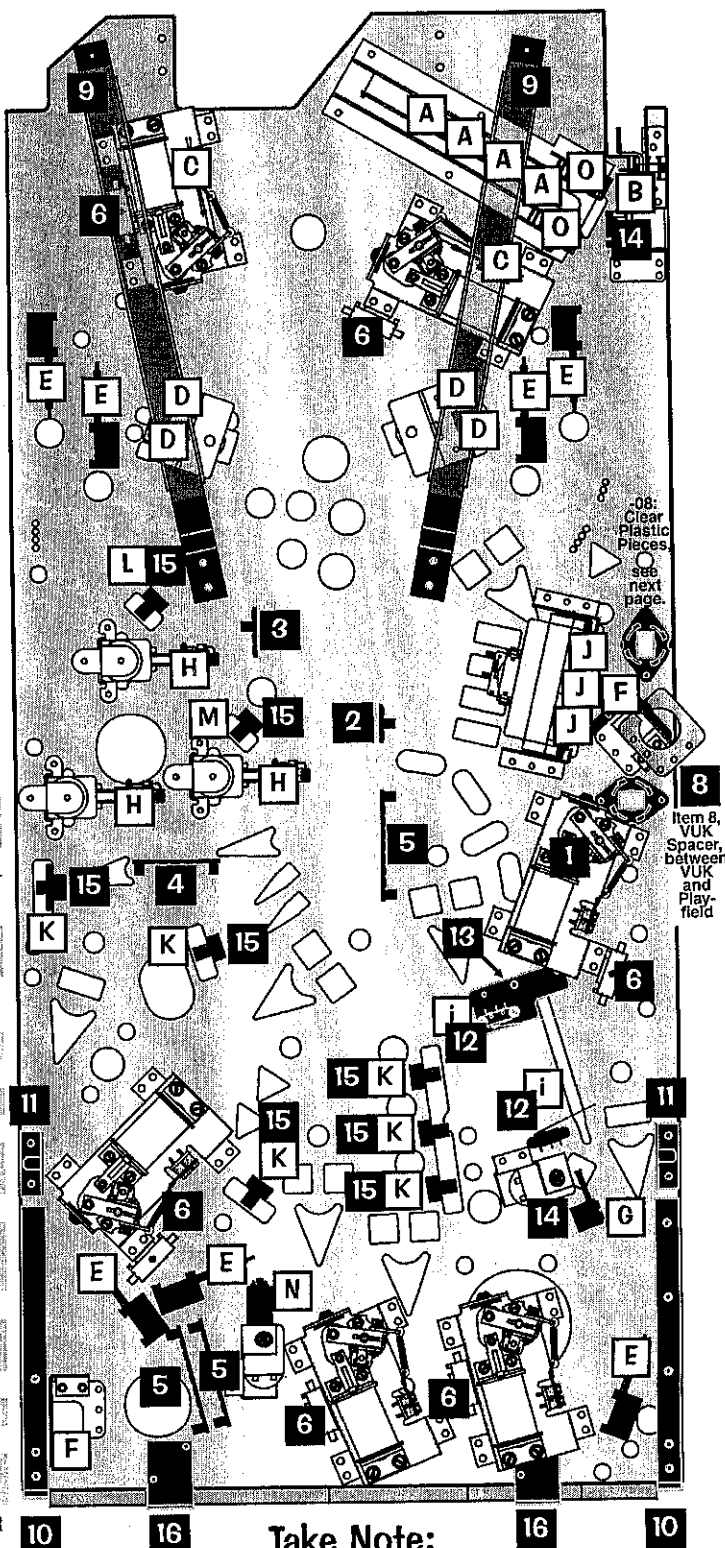 9
9
A
A
A
A
O
O
B
14
C
6
C
6
E
E
E
E
D
D
D
D
-08:
Clear
Plastic
Pieces,
see
next
page.
L 15
3
H
J
J F
J
M 15
2
8
H
H
Item 8,
VUK
Spacer,
between
VUK
and
Play-
field
5
1
15
4
K
K 15
13
6
i
12
15 K
i
12
11
11
15
K
15 K
15 K
14
G
6
E
E
N
E
5
5
6
6
F
10
16
Take Note:
16
10